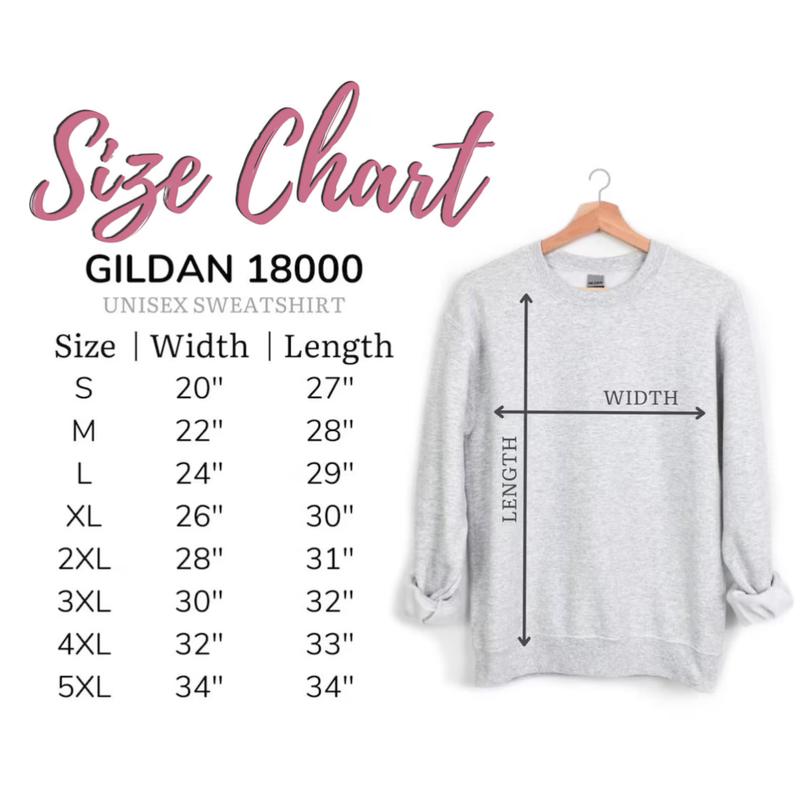 Size Chart
GILDAN 18000
UNISEX SWEATSHIRT
Size | Width | Length
S 20" 27"
M 22" 28"
L 24" 29"
XL 26" 30"
2XL 28" 31"
3XL 30" 32"
4XL 32" 33"
5XL 34" 34"
GILDAN
WIDTH
LENGTH